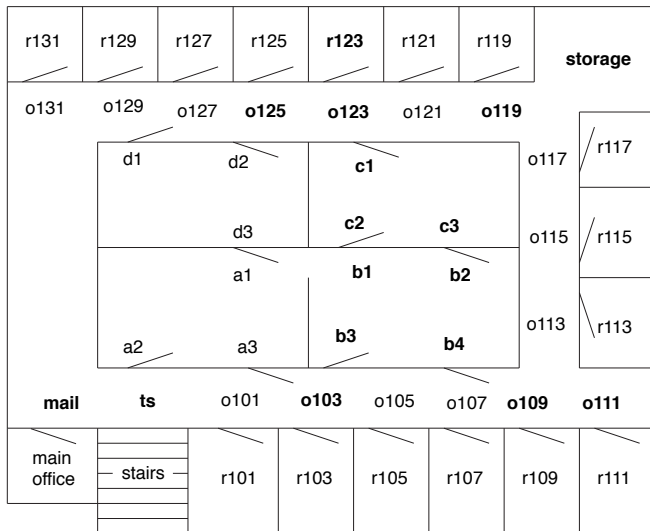 r131 r129 r127 r125 r123 r121 r119
storage
o131 o129 o127 o125 o123 o121 o119
d1 d2 c1 o117 r117
d3 c2 c3 o115 r115
a1 b1 b2
o113 r113
a2 a3 b3 b4
mail ts o101 o103 o105 o107 o109 o111
main
office
stairs r101 r103 r105 r107 r109 r111